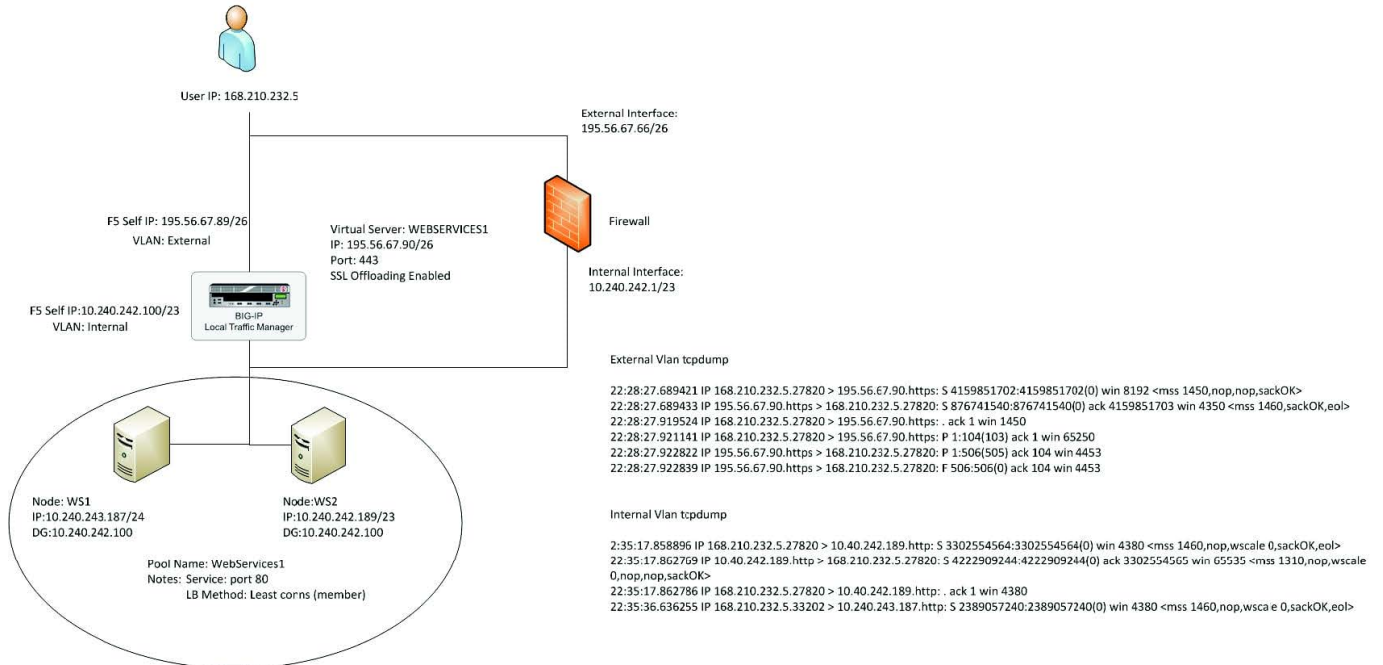 User IP: 168.210.232.5
External Interface:
195.56.67.66/26
F5 Self IP: 195.56.67.89/26
VLAN: External
Virtual Server: WEBSERVICES1
IP: 195.56.67.90/26
Port: 443
SSL Offloading Enabled
Firewall
Internal Interface:
10.240.242.1/23
F5 Self IP:10.240.242.100/23
VLAN: Internal
BIG-IP
Local Traffic Manager
External Vlan tcpdump
22:28:27.689421 IP 168.210.232.5.27820 > 195.56.67.90.https: S 4159851702:4159851702(0) win 8192 <mss 1450,nop,nop,sackOK>
22:28:27.689433 IP 195.56.67.90.https > 168.210.232.5.27820: S 876741540:876741540(0) ack 4159851703 win 4350 <mss 1460,sackOK,eol>
22:28:27.919524 IP 168.210.232.5.27820 > 195.56.67.90.https: . ack 1 win 1450
22:28:27.921141 IP 168.210.232.5.27820 > 195.56.67.90.https: P 1:104(103) ack 1 win 65250
22:28:27.922822 IP 195.56.67.90.https > 168.210.232.5.27820: P 1:506(505) ack 104 win 4453
22:28:27.922839 IP 195.56.67.90.https > 168.210.232.5.27820: F 506:506(0) ack 104 win 4453
Node: WS1
IP:10.240.243.187/24
DG:10.240.242.100
Node:WS2
IP:10.240.242.189/23
DG:10.240.242.100
Pool Name: WebServices1
Notes: Service: port 80
LB Method: Least corns (member)
Internal Vlan tcpdump
2:35:17.858896 IP 168.210.232.5.27820 > 10.40.242.189.http: S 3302554564:3302554564(0) win 4380 <mss 1460,nop,wscale 0,sackOK,eol>
22:35:17.862769 IP 10.40.242.189.http > 168.210.232.5.27820: S 4222909244:4222909244(0) ack 3302554565 win 65535 <mss 1310,nop,wscale
0,nop,nop,sackOK>
22:35:17.862786 IP 168.210.232.5.27820 > 10.40.242.189.http: . ack 1 win 4380
22:35:36.636255 IP 168.210.232.5.33202 > 10.240.243.187.http: S 2389057240:2389057240(0) win 4380 <mss 1460,nop,wscale 0,sackOK,eol>